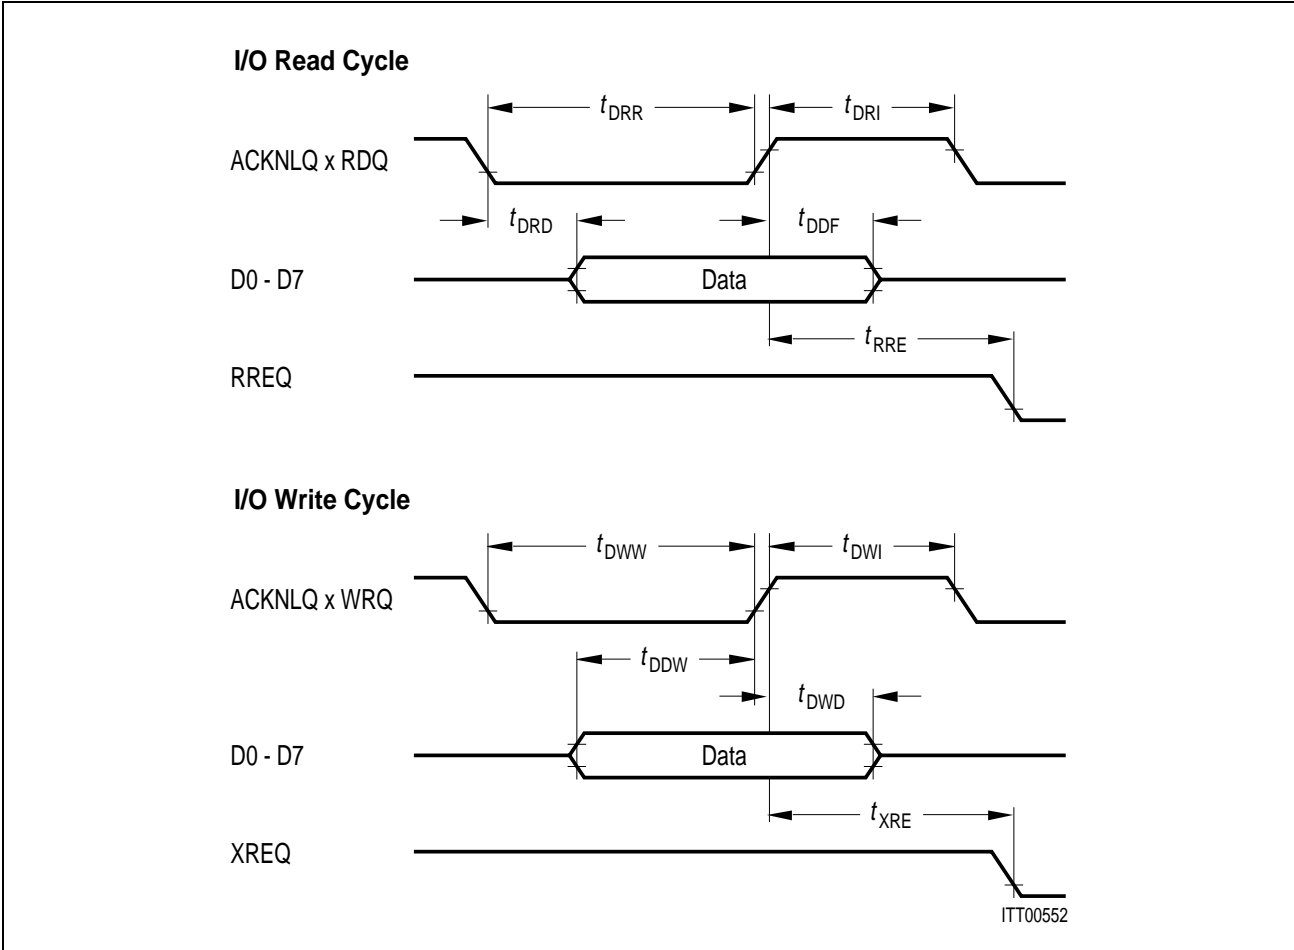 I/O Read Cycle
tDRR tDRI
ACKNLQ x RDQ
tDRD tDDF
D0 - D7 Data
tRRE
RREQ
I/O Write Cycle
tDWW tDWI
ACKNLQ x WRQ
tDDW
tDWD
D0 - D7 Data
tXRE
XREQ
ITT00552